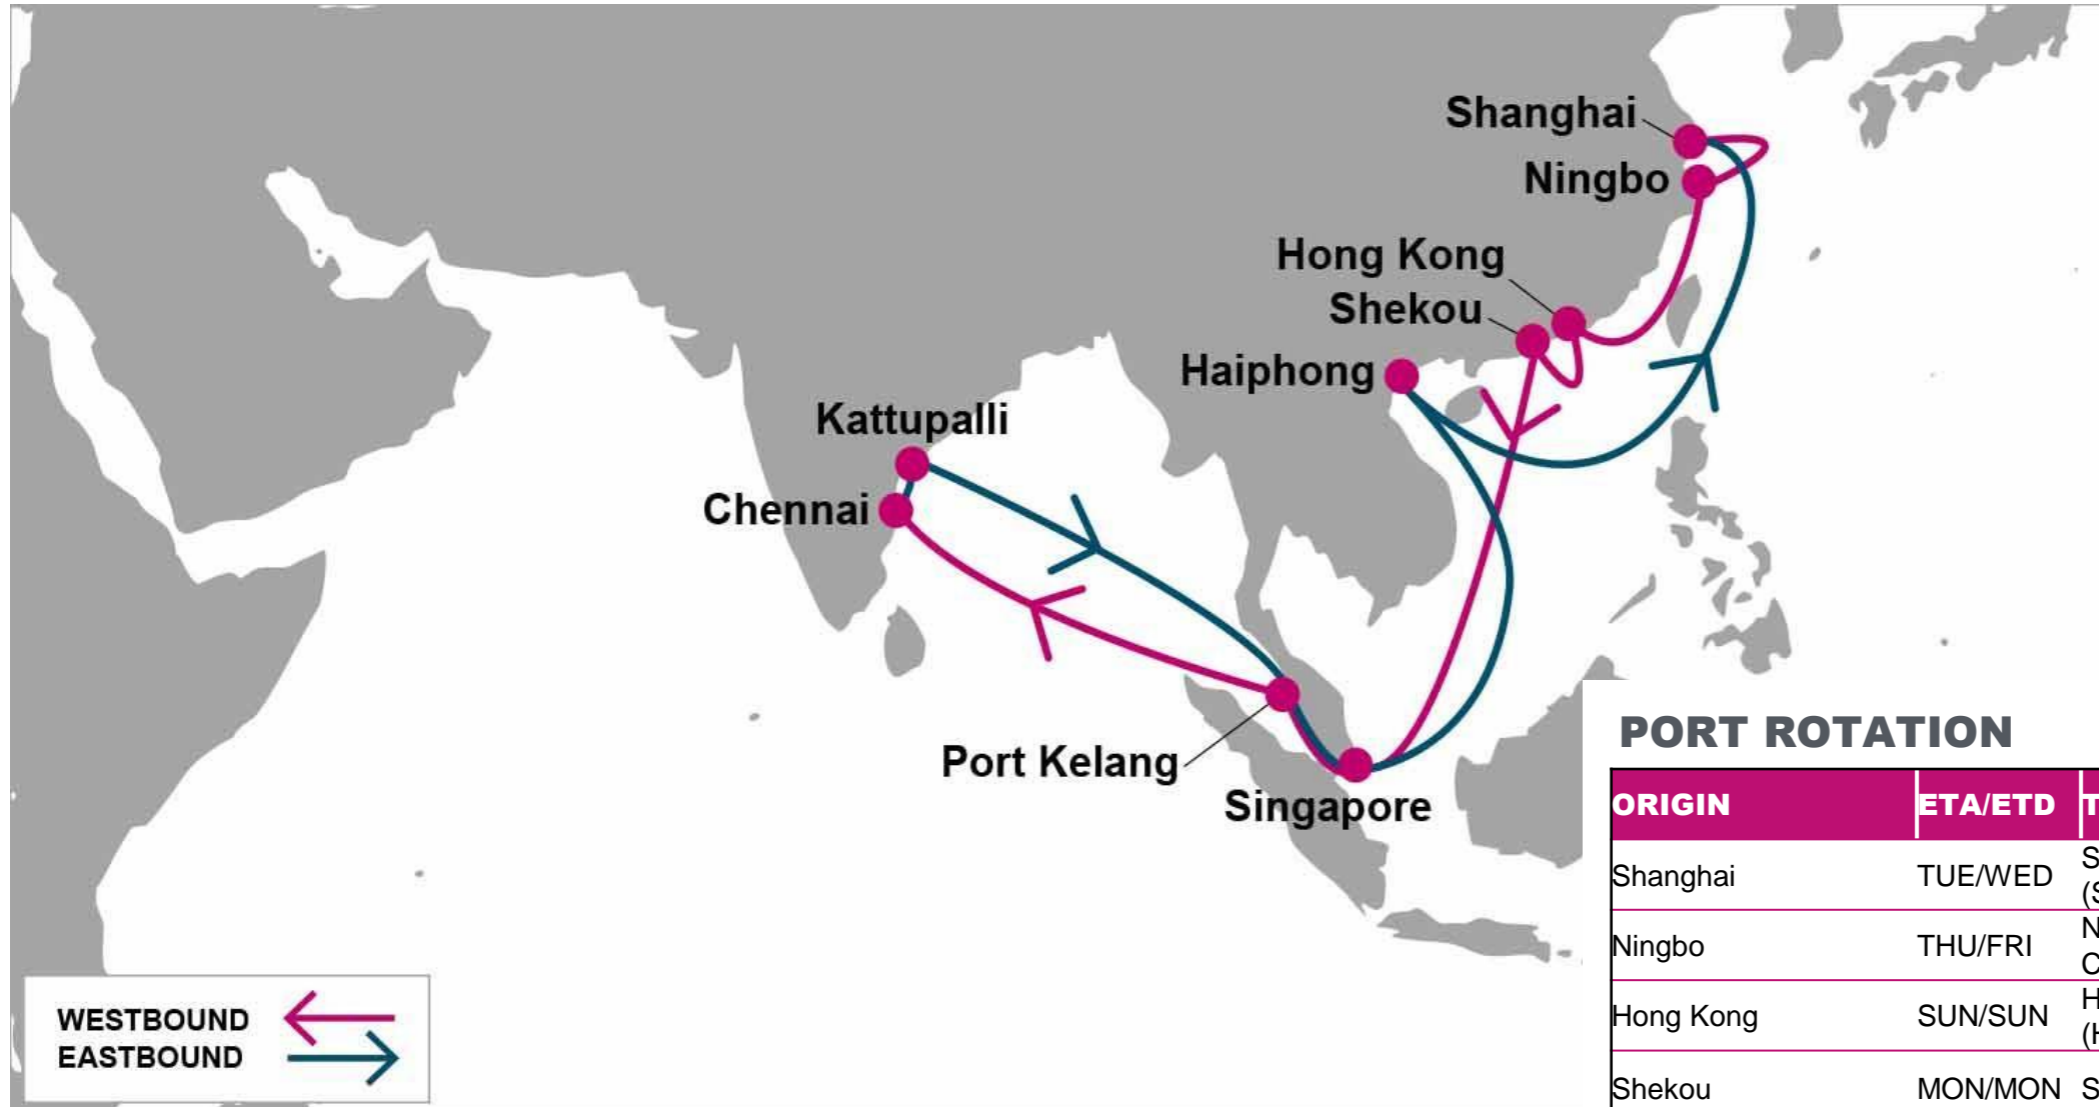 Shanghai
Ningbo
Hong Kong
Shekou
Haiphong
Kattupalli
Chennai
Port Kelang
Singapore
WESTBOUND
EASTBOUND
PORT ROTATION
ORIGIN ETA/ETD
Shanghai TUE/WED
Ningbo THU/FRI
Hong Kong SUN/SUN
Shekou MON/MON